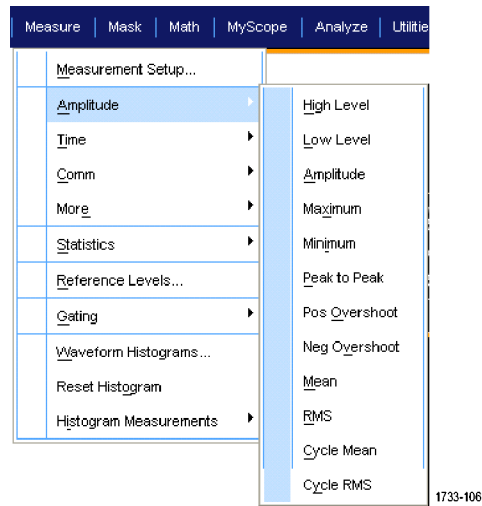 Measure | Mask | Math | MyScope | Analyze | Utilitie
Measurement Setup...
Amplitude
Time
Comm
More
Statistics
Reference Levels...
Gating
Waveform Histograms...
Reset Histogram
Histogram Measurements
High Level
Low Level
Amplitude
Maximum
Minimum
Peak to Peak
Pos Overshoot
Neg Overshoot
Mean
RMS
Cycle Mean
Cycle RMS
1733-106